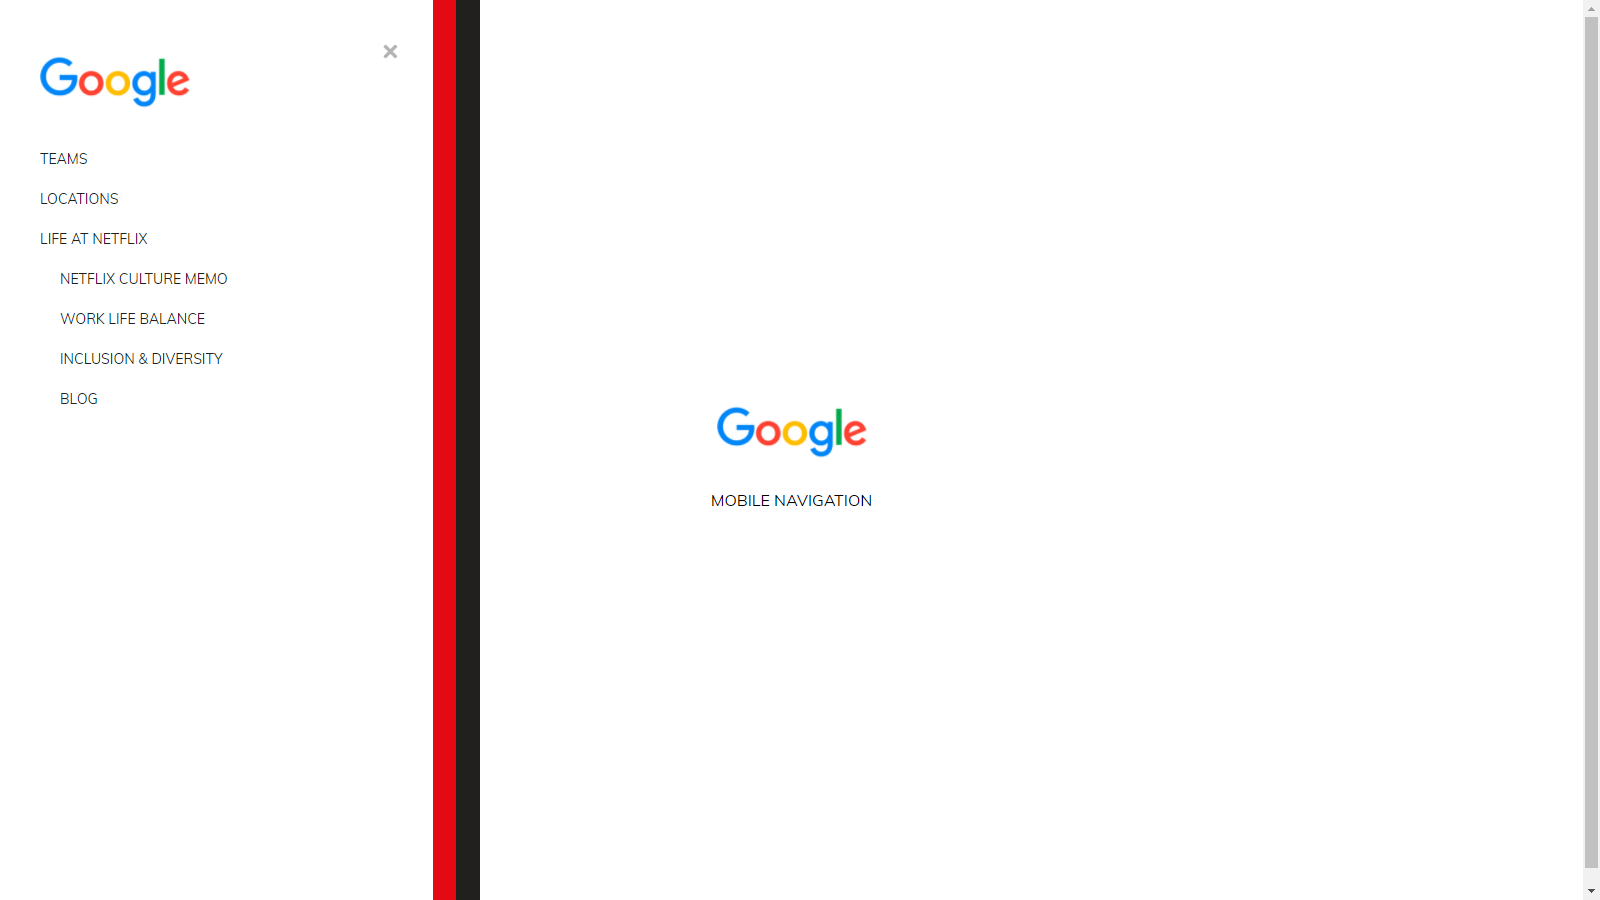 Google
TEAMS
LOCATIONS
LIFE AT NETFLIX
NETFLIX CULTURE MEMO
WORK LIFE BALANCE
INCLUSION & DIVERSITY
BLOG
Google
MOBILE NAVIGATION